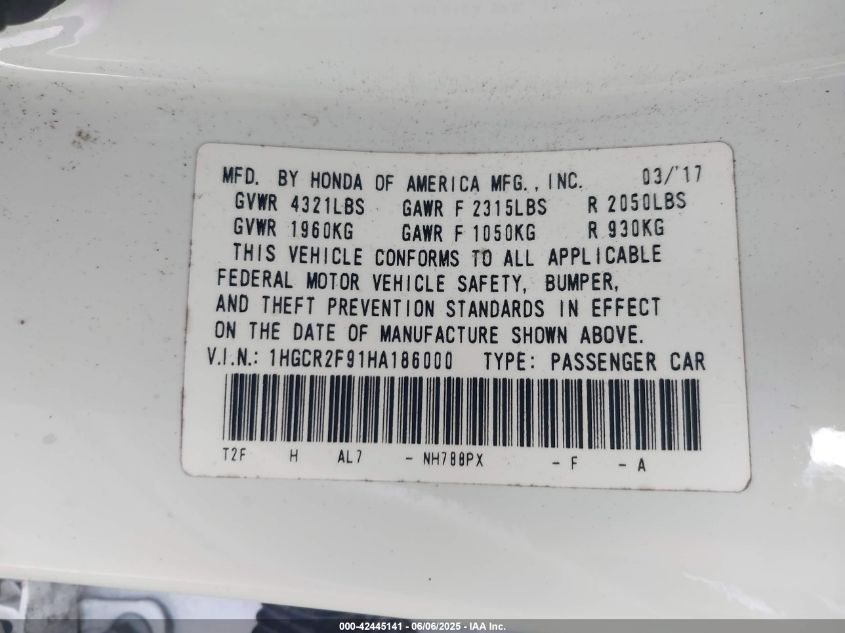 MFD. BY HONDA OF AMERICA MFG., INC. 03/'17
GVWR 4321LBS GAWR F 2315LBS R 2050LBS
GVWR 1960KG GAWR F 1050KG R 930KG
THIS VEHICLE CONFORMS TO ALL APPLICABLE
FEDERAL MOTOR VEHICLE SAFETY, BUMPER,
AND THEFT PREVENTION STANDARDS IN EFFECT
ON THE DATE OF MANUFACTURE SHOWN ABOVE.
V.I.N.: 1HGCR2F91HA186000 TYPE: PASSENGER CAR
T2F H AL7 - NH788PX - F - A
000-42445141 - 06/06/2025 - IAA Inc.